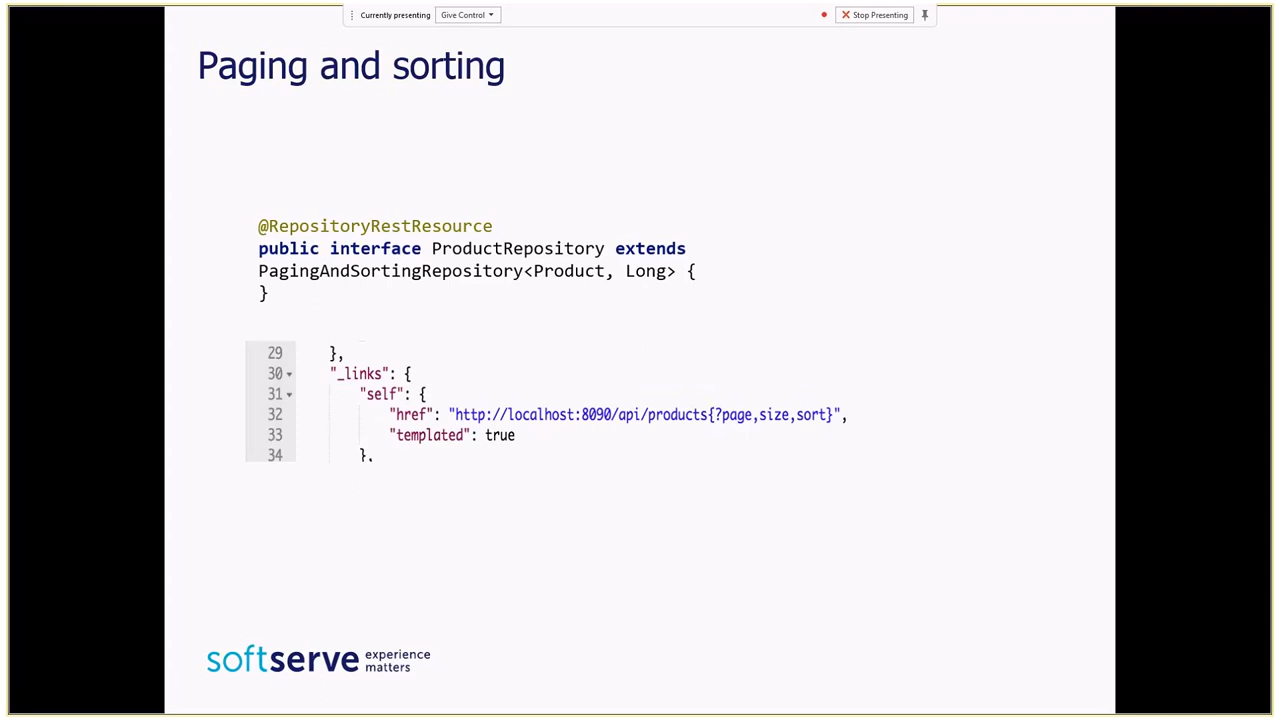 Currently presenting Give Control Stop Presenting
Paging and sorting
@RepositoryRestResource
public interface ProductRepository extends
PagingAndSortingRepository<Product, Long> {
}
29 },
30 "_links": {
31 "self": {
32 "href": "http://localhost:8090/api/products{?page,size,sort}",
33 "templated": true
34 },
softserve experience
matters